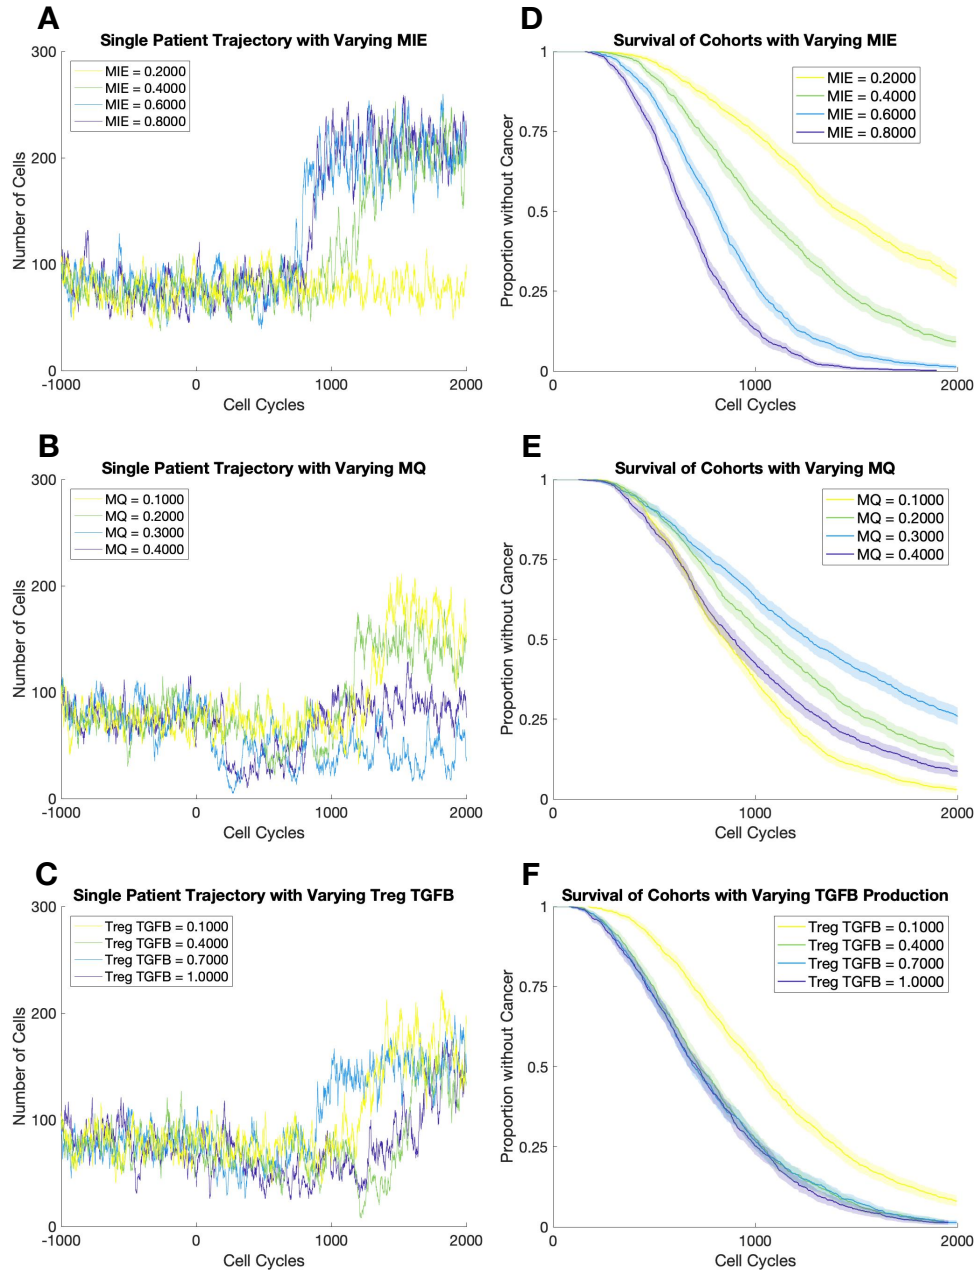 A
Single Patient Trajectory with Varying MIE
300
200
100
0
Number of Cells
MIE = 0.2000
MIE = 0.4000
MIE = 0.6000
MIE = 0.8000
-1000
0
1000
2000
Cell Cycles
D
Survival of Cohorts with Varying MIE
1
0.75
0.5
0.25
0
Proportion without Cancer
MIE = 0.2000
MIE = 0.4000
MIE = 0.6000
MIE = 0.8000
0
1000
2000
Cell Cycles
B
Single Patient Trajectory with Varying MQ
300
200
100
0
Number of Cells
MQ = 0.1000
MQ = 0.2000
MQ = 0.3000
MQ = 0.4000
-1000
0
1000
2000
Cell Cycles
E
Survival of Cohorts with Varying MQ
1
0.75
0.5
0.25
0
Proportion without Cancer
MQ = 0.1000
MQ = 0.2000
MQ = 0.3000
MQ = 0.4000
0
1000
2000
Cell Cycles
C
Single Patient Trajectory with Varying Treg TGFB
300
200
100
0
Number of Cells
Treg TGFB = 0.1000
Treg TGFB = 0.4000
Treg TGFB = 0.7000
Treg TGFB = 1.0000
-1000
0
1000
2000
Cell Cycles
F
Survival of Cohorts with Varying TGFB Production
1
0.75
0.5
0.25
0
Proportion without Cancer
Treg TGFB = 0.1000
Treg TGFB = 0.4000
Treg TGFB = 0.7000
Treg TGFB = 1.0000
0
1000
2000
Cell Cycles